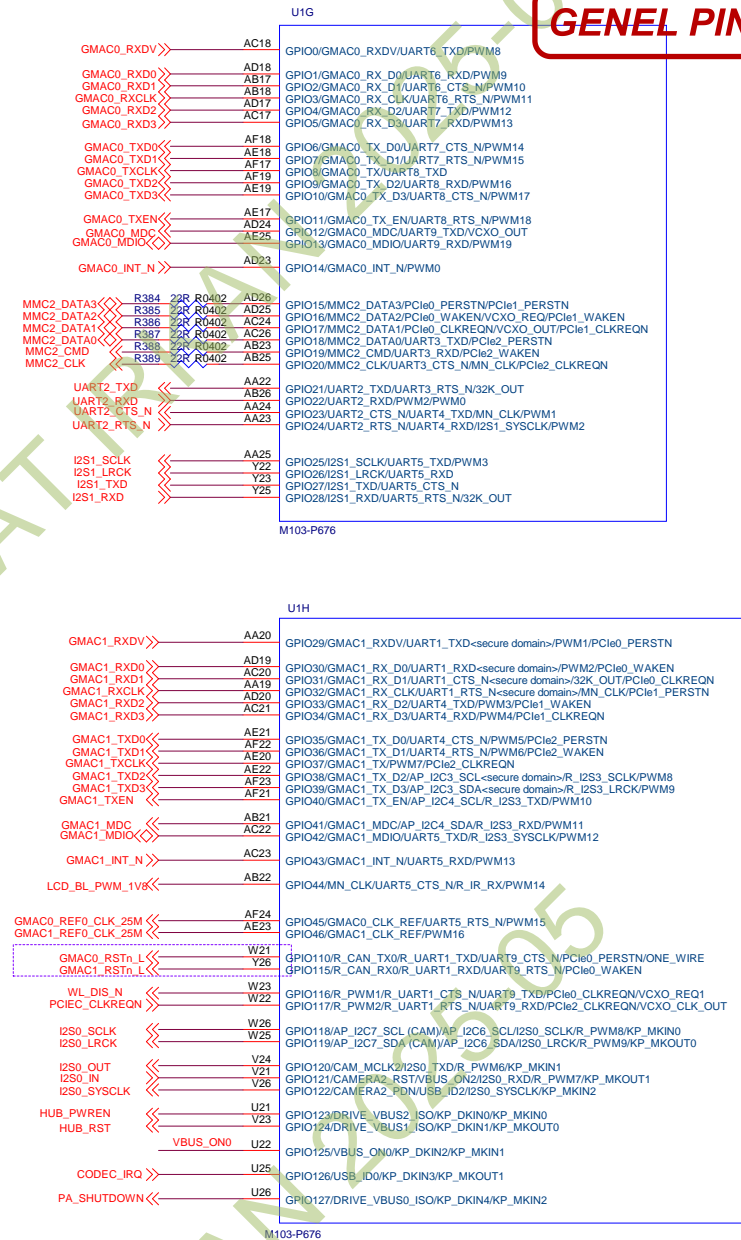 GENEL PIN
U1G
GMAC0_RXDV AC18 GPIO0/GMAC0_RXDV/UART6_TXD/PWM8
GMAC0_RXD0 AD18 GPIO1/GMAC0_RX_D0/UART6_RXD/PWM9
GMAC0_RXD1 AB17 GPIO2/GMAC0_RX_D1/UART6_CTS_N/PWM10
GMAC0_RXCLK AB18 GPIO3/GMAC0_RX_CLK/UART6_RTS_N/PWM11
GMAC0_RXD2 AD17 GPIO4/GMAC0_RX_D2/UART7_TXD/PWM12
GMAC0_RXD3 AC17 GPIO5/GMAC0_RX_D3/UART7_RXD/PWM13
GMAC0_TXD0 AF18 GPIO6/GMAC0_TX_D0/UART7_CTS_N/PWM14
GMAC0_TXD1 AE18 GPIO7/GMAC0_TX_D1/UART7_RTS_N/PWM15
GMAC0_TXCLK AF17 GPIO8/GMAC0_TX/UART8_TXD
GMAC0_TXD2 AF19 GPIO9/GMAC0_TX_D2/UART8_RXD/PWM16
GMAC0_TXD3 AE19 GPIO10/GMAC0_TX_D3/UART8_CTS_N/PWM17
GMAC0_TXEN AE17 GPIO11/GMAC0_TX_EN/UART8_RTS_N/PWM18
GMAC0_MDC AD24 GPIO12/GMAC0_MDC/UART9_TXD/VCXO_OUT
GMAC0_MDIO AE25 GPIO13/GMAC0_MDIO/UART9_RXD/PWM19
GMAC0_INT_N AD23 GPIO14/GMAC0_INT_N/PWM0
MMC2_DATA3 R384 22R R0402 AD26 GPIO15/MMC2_DATA3/PCIe0_PERSTN/PCIe1_PERSTN
MMC2_DATA2 R385 22R R0402 AD25 GPIO16/MMC2_DATA2/PCIe0_WAKEN/VCXO_REQ/PCIe1_WAKEN
MMC2_DATA1 R386 22R R0402 AC24 GPIO17/MMC2_DATA1/PCIe0_CLKREQN/VCXO_OUT/PCIe1_CLKREQN
MMC2_DATA0 R387 22R R0402 AC26 GPIO18/MMC2_DATA0/UART3_TXD/PCIe2_PERSTN
MMC2_CMD R388 22R R0402 AB23 GPIO19/MMC2_CMD/UART3_RXD/PCIe2_WAKEN
MMC2_CLK R389 22R R0402 AB25 GPIO20/MMC2_CLK/UART3_CTS_N/MN_CLK/PCIe2_CLKREQN
UART2_TXD AA22 GPIO21/UART2_TXD/UART3_RTS_N/32K_OUT
UART2_RXD AB26 GPIO22/UART2_RXD/PWM2/PWM0
UART2_CTS_N AA24 GPIO23/UART2_CTS_N/UART4_TXD/MN_CLK/PWM1
UART2_RTS_N AA23 GPIO24/UART2_RTS_N/UART4_RXD/I2S1_SYSCLK/PWM2
I2S1_SCLK AA25 GPIO25/I2S1_SCLK/UART5_TXD/PWM3
I2S1_LRCK Y22 GPIO26/I2S1_LRCK/UART5_RXD
I2S1_TXD Y23 GPIO27/I2S1_TXD/UART5_CTS_N
I2S1_RXD Y25 GPIO28/I2S1_RXD/UART5_RTS_N/32K_OUT
M103-P676
U1H
GMAC1_RXDV AA20 GPIO29/GMAC1_RXDV/UART1_TXD<secure domain>/PWM1/PCIe0_PERSTN
GMAC1_RXD0 AD19 GPIO30/GMAC1_RX_D0/UART1_RXD<secure domain>/PWM2/PCIe0_WAKEN
GMAC1_RXD1 AC20 GPIO31/GMAC1_RX_D1/UART1_CTS_N<secure domain>/32K_OUT/PCIe0_CLKREQN
GMAC1_RXCLK AA19 GPIO32/GMAC1_RX_CLK/UART1_RTS_N<secure domain>/MN_CLK/PCIe1_PERSTN
GMAC1_RXD2 AD20 GPIO33/GMAC1_RX_D2/UART4_TXD/PWM3/PCIe1_WAKEN
GMAC1_RXD3 AC21 GPIO34/GMAC1_RX_D3/UART4_RXD/PWM4/PCIe1_CLKREQN
GMAC1_TXD0 AE21 GPIO35/GMAC1_TX_D0/UART4_CTS_N/PWM5/PCIe2_PERSTN
GMAC1_TXD1 AF22 GPIO36/GMAC1_TX_D1/UART4_RTS_N/PWM6/PCIe2_WAKEN
GMAC1_TXCLK AE20 GPIO37/GMAC1_TX/PWM7/PCIe2_CLKREQN
GMAC1_TXD2 AE22 GPIO38/GMAC1_TX_D2/AP_I2C3_SCL<secure domain>/R_I2S3_SCLK/PWM8
GMAC1_TXD3 AF23 GPIO39/GMAC1_TX_D3/AP_I2C3_SDA<secure domain>/R_I2S3_LRCK/PWM9
GMAC1_TXEN AF21 GPIO40/GMAC1_TX_EN/AP_I2C4_SCL/R_I2S3_TXD/PWM10
GMAC1_MDC AB21 GPIO41/GMAC1_MDC/AP_I2C4_SDA/R_I2S3_RXD/PWM11
GMAC1_MDIO AC22 GPIO42/GMAC1_MDIO/UART5_TXD/R_I2S3_SYSCLK/PWM12
GMAC1_INT_N AC23 GPIO43/GMAC1_INT_N/UART5_RXD/PWM13
LCD_BL_PWM_1V8 AB22 GPIO44/MN_CLK/UART5_CTS_N/R_IR_RX/PWM14
GMAC0_REF0_CLK_25M AF24 GPIO45/GMAC0_CLK_REF/UART5_RTS_N/PWM15
GMAC1_REF0_CLK_25M AE23 GPIO46/GMAC1_CLK_REF/PWM16
GMAC0_RSTn_L W21 GPIO110/R_CAN_TX0/R_UART1_TXD/UART9_CTS_N/PCIe0_PERSTN/ONE_WIRE
GMAC1_RSTn_L Y26 GPIO115/R_CAN_RX0/R_UART1_RXD/UART9_RTS_N/PCIe0_WAKEN
WL_DIS_N W23 GPIO116/R_PWM1/R_UART1_CTS_N/UART9_TXD/PCIe0_CLKREQN/VCXO_REQ1
PCIEC_CLKREQN W22 GPIO117/R_PWM2/R_UART1_RTS_N/UART9_RXD/PCIe2_CLKREQN/VCXO_CLK_OUT
I2S0_SCLK W26 GPIO118/AP_I2C7_SCL (CAM)/AP_I2C6_SCL/I2S0_SCLK/R_PWM8/KP_MKIN0
I2S0_LRCK W25 GPIO119/AP_I2C7_SDA (CAM)/AP_I2C6_SDA/I2S0_LRCK/R_PWM9/KP_MKOUT0
I2S0_OUT V24 GPIO120/CAM_MCLK2/I2S0_TXD/R_PWM6/KP_MKIN1
I2S0_IN V21 GPIO121/CAMERA2_RST/VBUS_ON2/I2S0_RXD/R_PWM7/KP_MKOUT1
I2S0_SYSCLK V26 GPIO122/CAMERA2_PDN/USB_ID2/I2S0_SYSCLK/KP_MKIN2
HUB_PWREN U21 GPIO123/DRIVE_VBUS2_ISO/KP_DKIN0/KP_MKIN0
HUB_RST V23 GPIO124/DRIVE_VBUS1_ISO/KP_DKIN1/KP_MKOUT0
VBUS_ON0 U22 GPIO125/VBUS_ON0/KP_DKIN2/KP_MKIN1
CODEC_IRQ U25 GPIO126/USB_ID0/KP_DKIN3/KP_MKOUT1
PA_SHUTDOWN U26 GPIO127/DRIVE_VBUS0_ISO/KP_DKIN4/KP_MKIN2
M103-P676